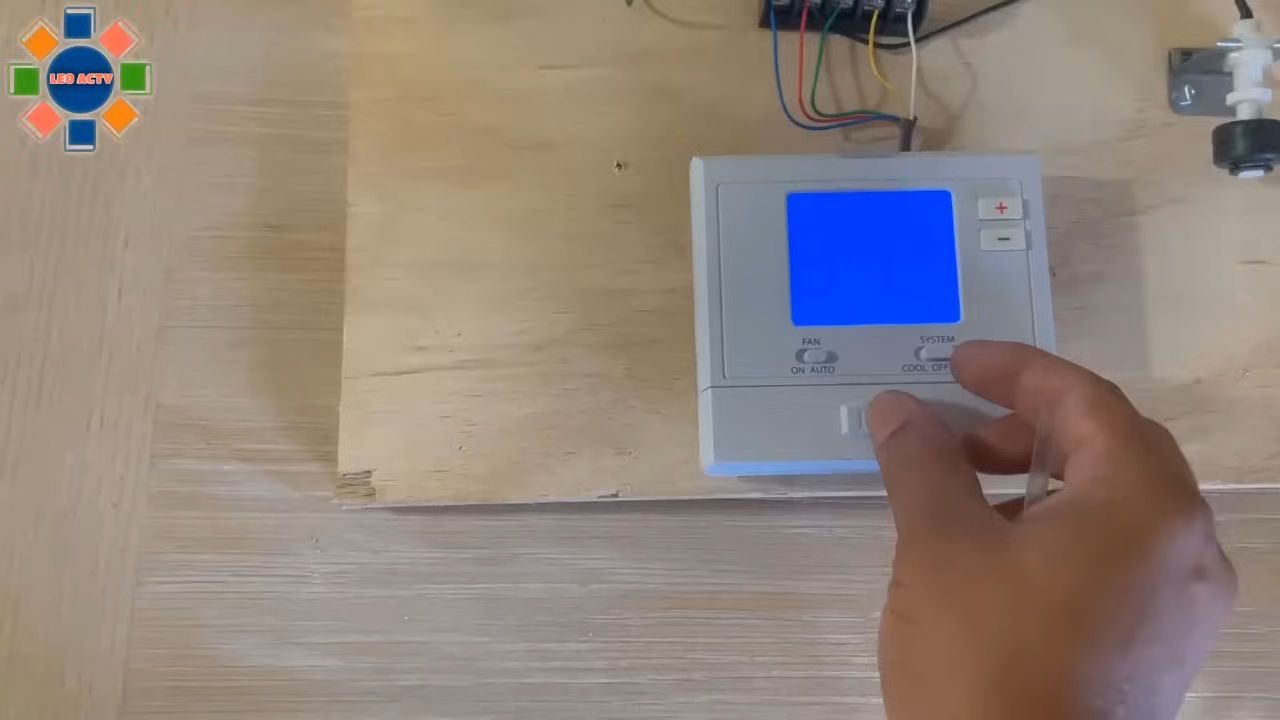 LEO ACTV
+
-
FAN
ON AUTO
SYSTEM
COOL OFF